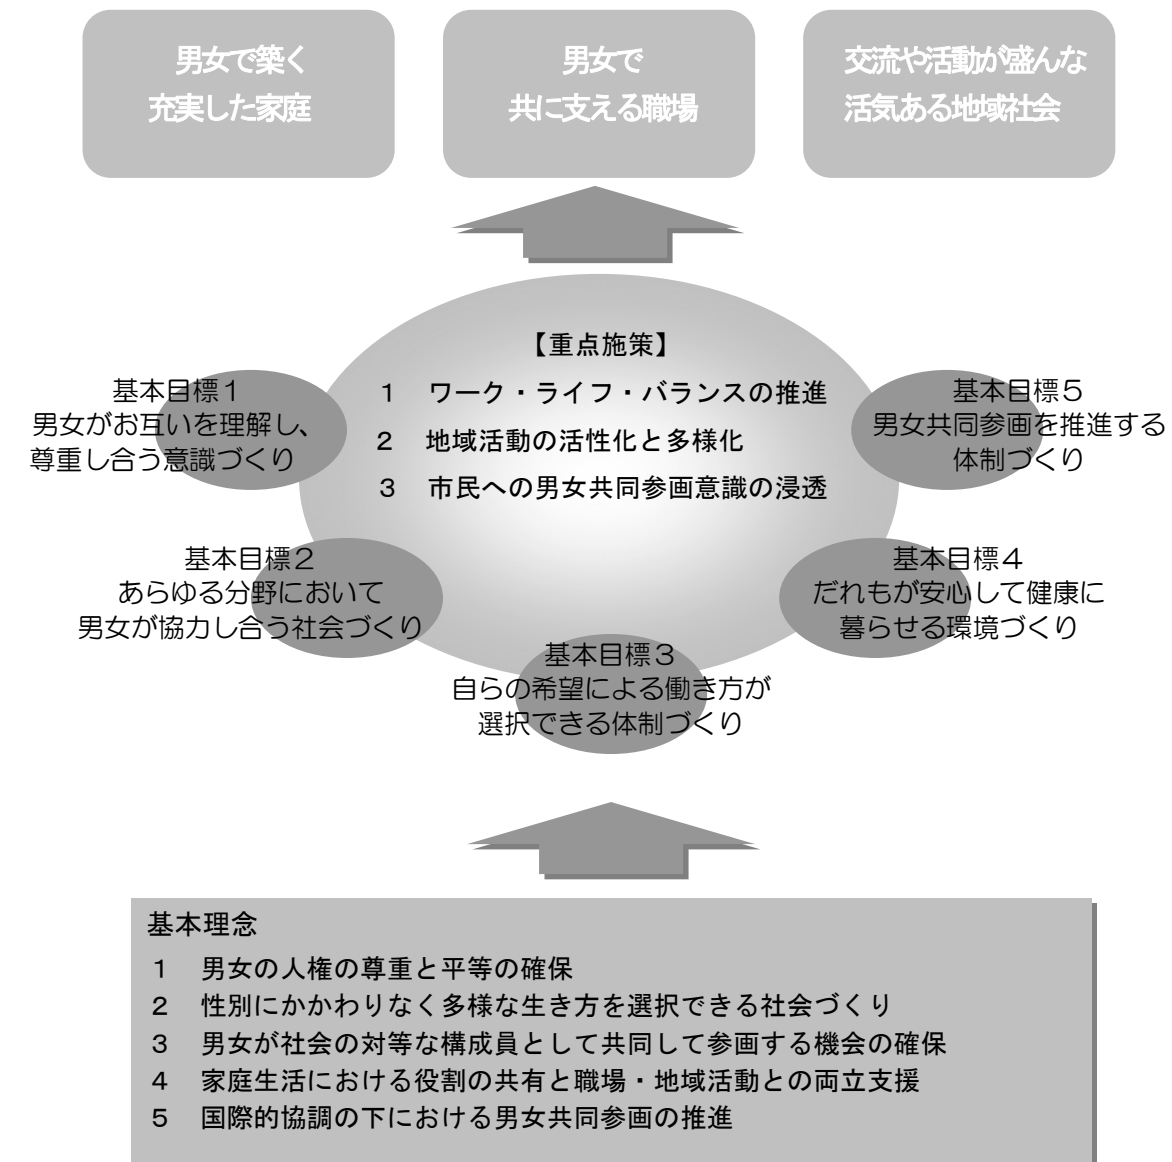 男女で築く
充実した家庭
男女で
共に支える職場
交流や活動が盛んな
活気ある地域社会
【重点施策】
1 ワーク・ライフ・バランスの推進
2 地域活動の活性化と多様化
3 市民への男女共同参画意識の浸透
基本目標1
男女がお互いを理解し、
尊重し合う意識づくり
基本目標2
あらゆる分野において
男女が協力し合う社会づくり
基本目標3
自らの希望による働き方が
選択できる体制づくり
基本目標4
だれもが安心して健康に
暮らせる環境づくり
基本目標5
男女共同参画を推進する
体制づくり
基本理念
1 男女の人権の尊重と平等の確保
2 性別にかかわりなく多様な生き方を選択できる社会づくり
3 男女が社会の対等な構成員として共同して参画する機会の確保
4 家庭生活における役割の共有と職場・地域活動との両立支援
5 国際的協調の下における男女共同参画の推進